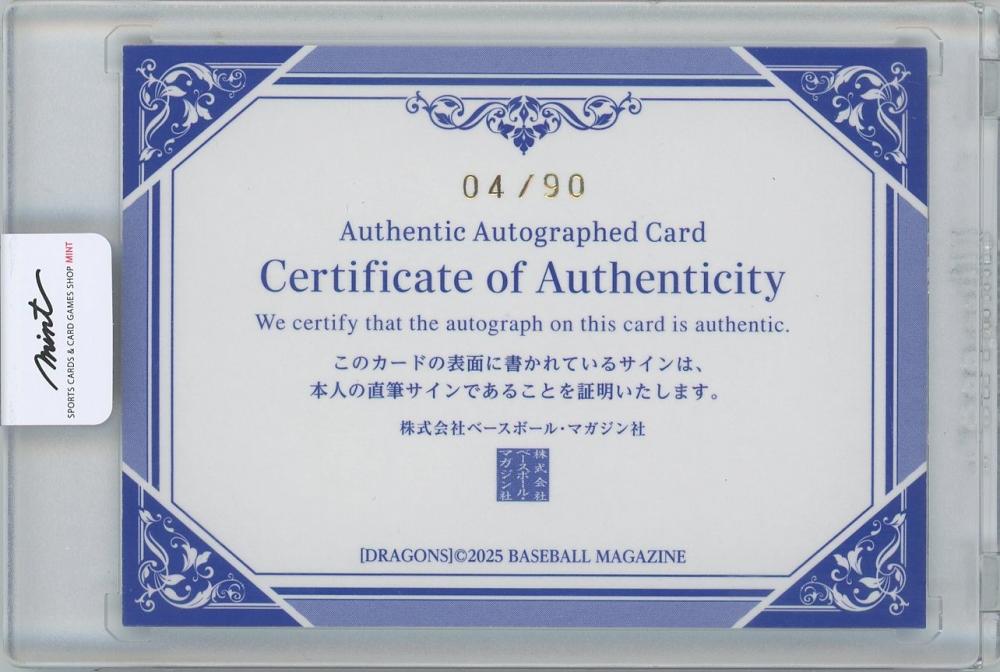 04/90
Authentic Autographed Card
Certificate of Authenticity
We certify that the autograph on this card is authentic.
このカードの表面に書かれているサインは、
本人の直筆サインであることを証明いたします。
株式会社ベースボール・マガジン社
株式会社
ベースボール・
マガジン社
[DRAGONS]©2025 BASEBALL MAGAZINE
mint
SPORTS CARDS & CARD GAMES SHOP MINT